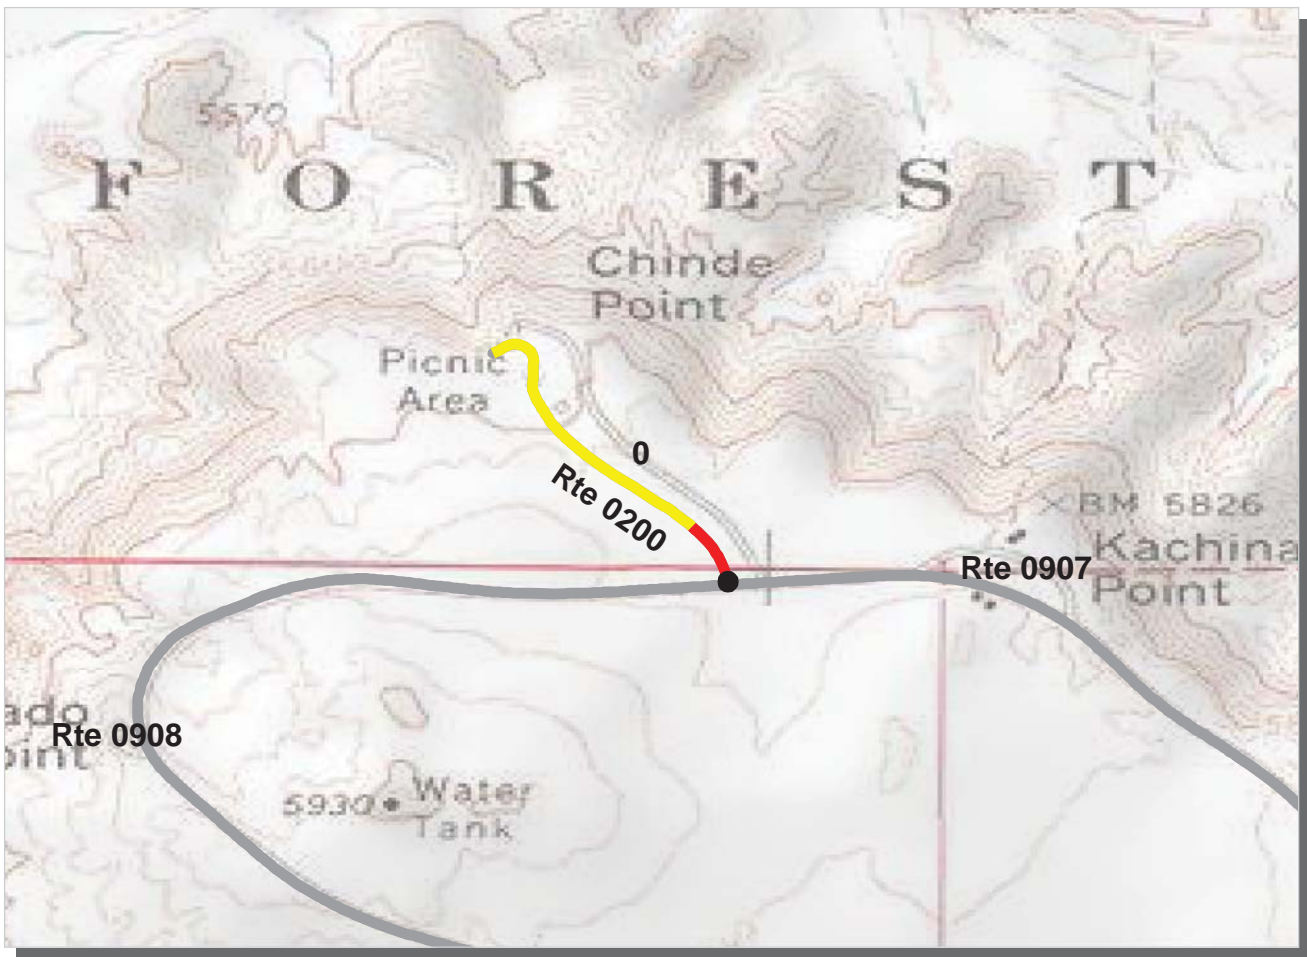 5570
F O R E S T
Chinde
Point
Picnic
Area
0
Rte 0200
BM 5826
Kachina
Point
Rte 0907
ado
oint
Rte 0908
Water
Tank
5930